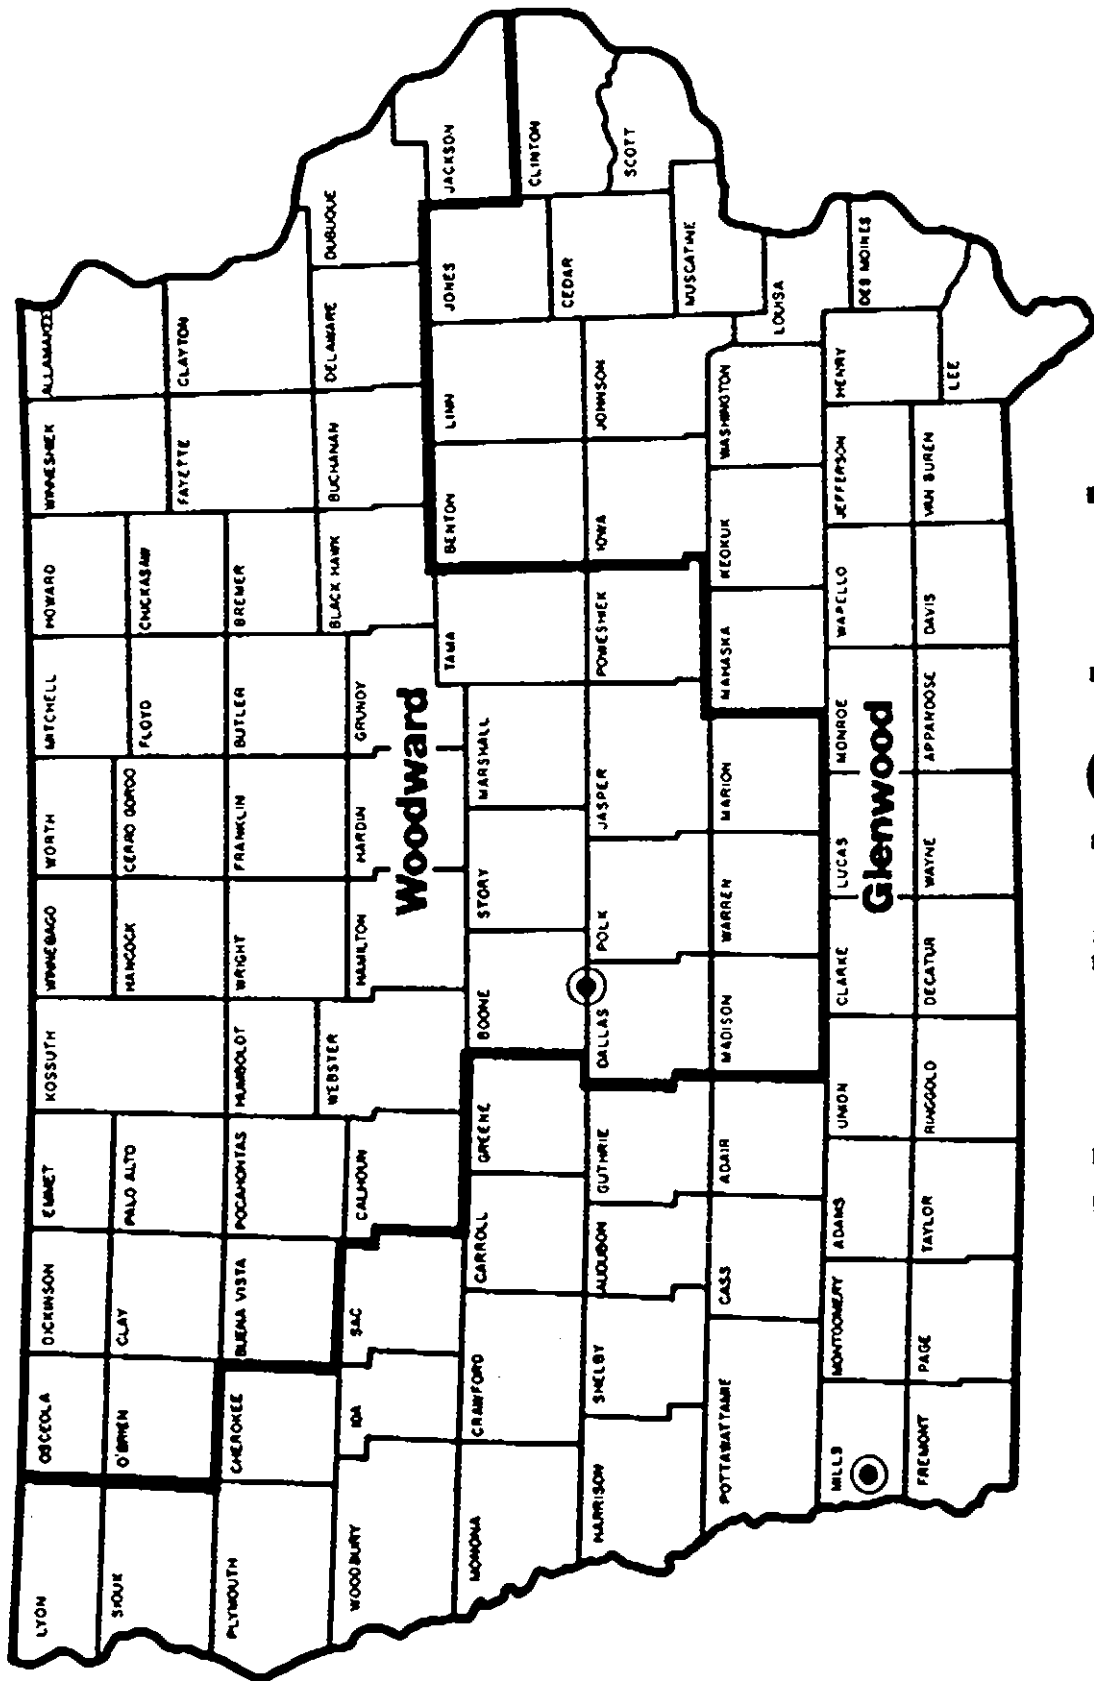 LYON
OSCEOLA
DICKINSON
EMMET
KOSSUTH
WINNEBAGO
WORTH
MITCHELL
HOWARD
WINNESHIEK
ALLAMAKEE
SIOUX
O'BRIEN
CLAY
PALO ALTO
HANCOCK
CERRO GORDO
FLOYD
CHICKASAW
FAYETTE
CLAYTON
PLYMOUTH
CHEROKEE
BUENA VISTA
POCAHONTAS
HUMBOLDT
WRIGHT
FRANKLIN
BUTLER
BREMER
WOODBURY
IDA
SAC
CALHOUN
WEBSTER
HAMILTON
HARDIN
GRUNDY
BLACK HAWK
BUCHANAN
DELAWARE
DUBUQUE
Woodward
MONONA
CRAWFORD
CARROLL
GREENE
BOONE
STORY
MARSHALL
TAMA
BENTON
LINN
JONES
JACKSON
CLINTON
HARRISON
SHELBY
AUDUBON
GUTHRIE
DALLAS
POLK
JASPER
POWESHIEK
IOWA
JOHNSON
CEDAR
SCOTT
MUSCATINE
POTTAWATTAMIE
CASS
ADAIR
MADISON
WARREN
MARION
MAHASKA
KEOKUK
WASHINGTON
LOUISA
MILLS
MONTGOMERY
ADAMS
UNION
CLARKE
LUCAS
MONROE
WAPELLO
JEFFERSON
HENRY
DES MOINES
Glenwood
FREMONT
PAGE
TAYLOR
RINGGOLD
DECATUR
WAYNE
APPANOOSE
DAVIS
VAN BUREN
LEE